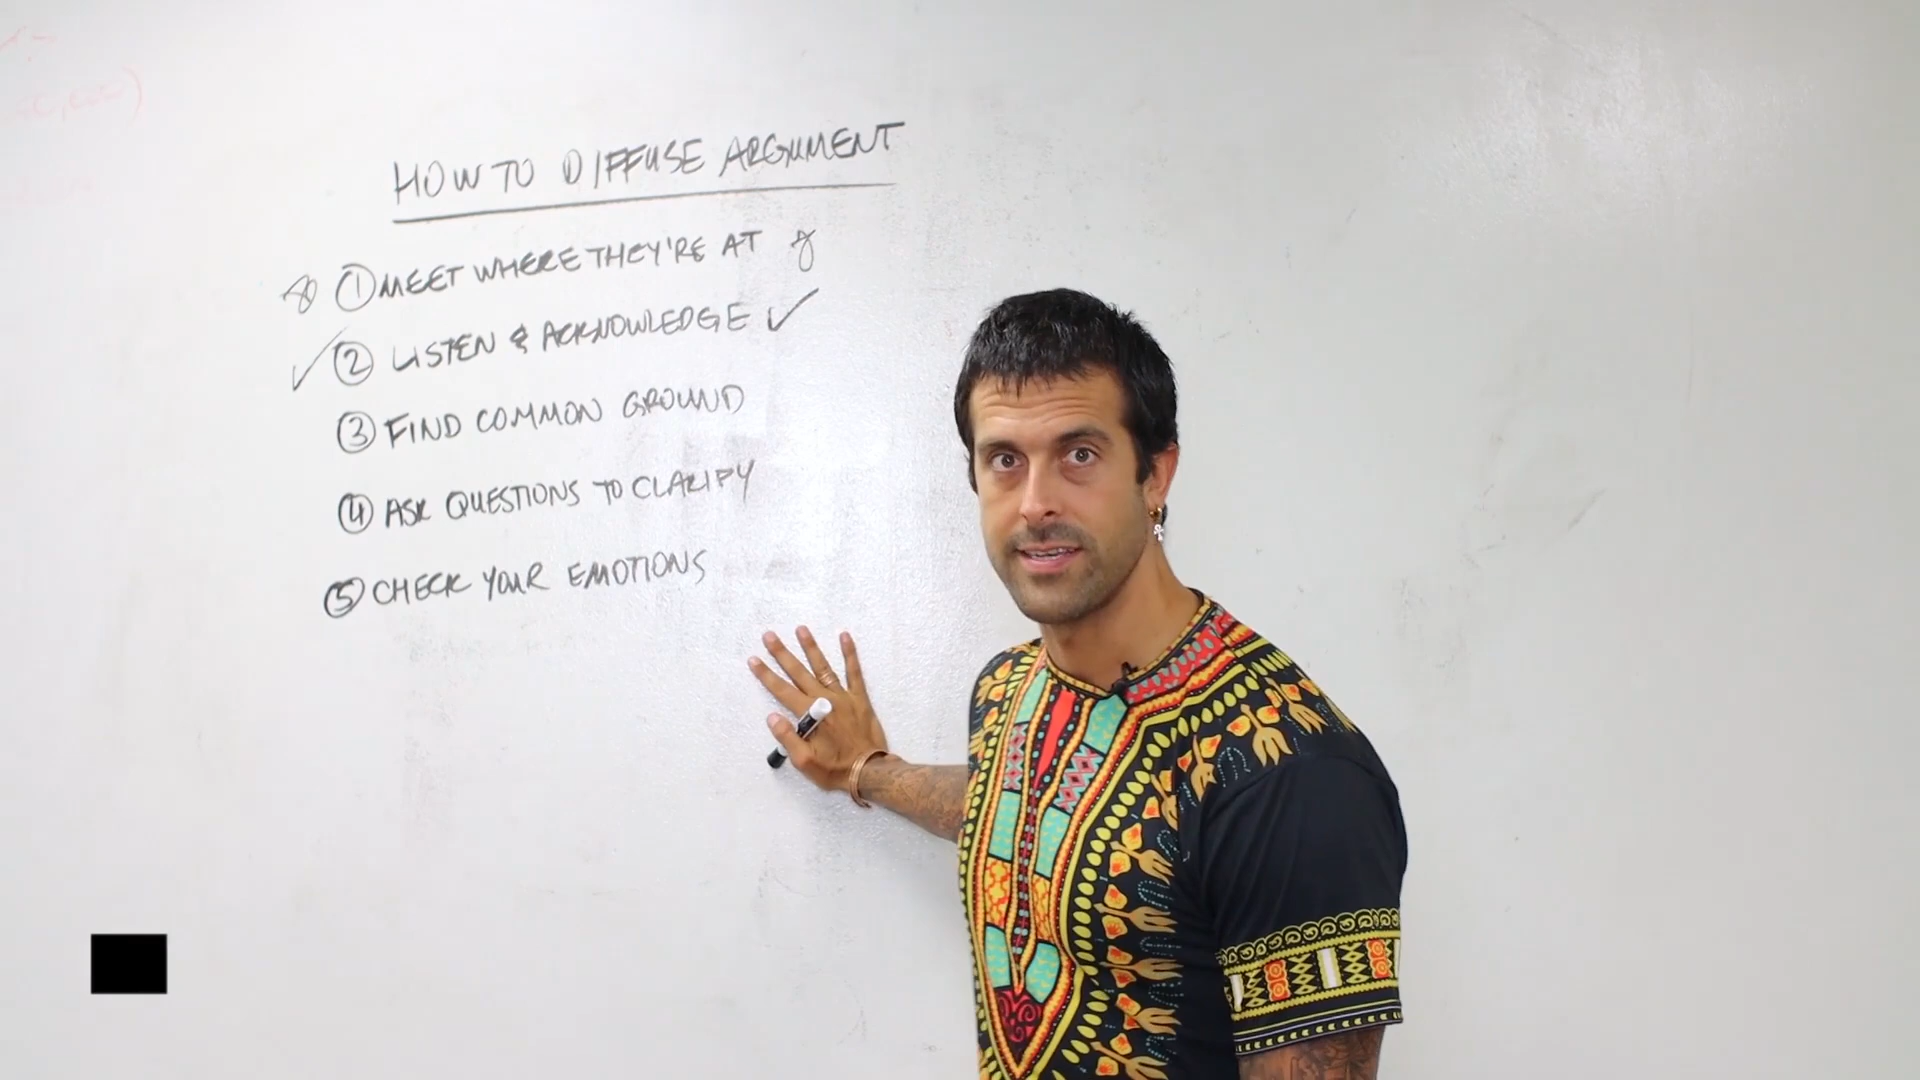 HOW TO DIFFUSE ARGUMENT
① MEET WHERE THEY'RE AT
✓ ② LISTEN & ACKNOWLEDGE ✓
③ FIND COMMON GROUND
④ ASK QUESTIONS TO CLARIFY
⑤ CHECK YOUR EMOTIONS